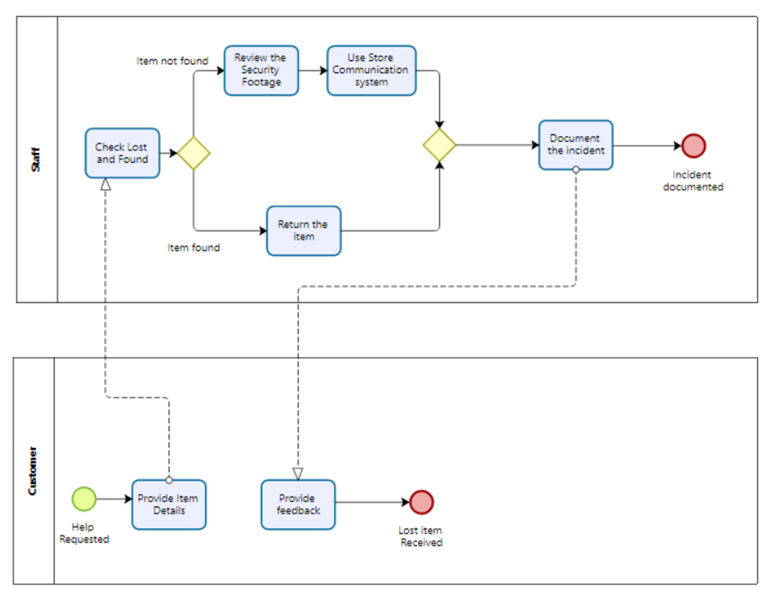 Staff
Item not found
Review the
Security
Footage
Use Store
Communication
system
Check Lost
and Found
Document
the incident
Incident
documented
Return the
item
Item found
Customer
Help
Requested
Provide Item
Details
Provide
feedback
Lost item
Received